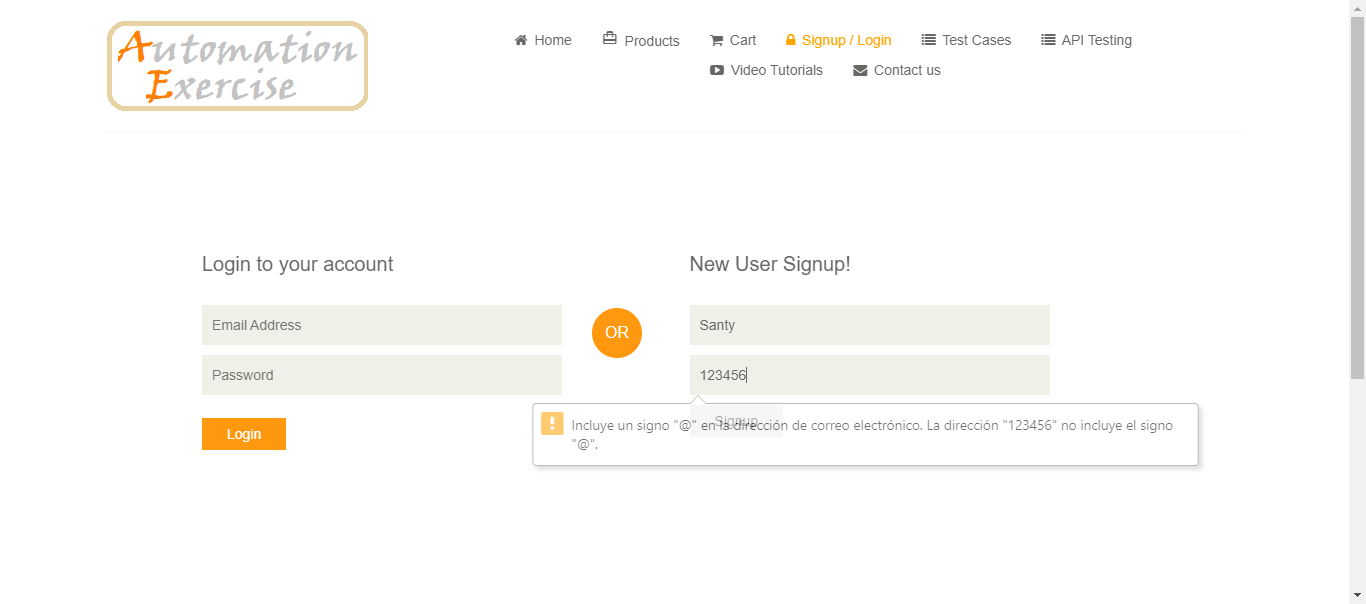 Automation
Exercise
Home
Products
Cart
Signup / Login
Test Cases
API Testing
Video Tutorials
Contact us
Login to your account
Email Address
Password
Login
OR
New User Signup!
Santy
123456
Signup
Incluye un signo "@" en la dirección de correo electrónico. La dirección "123456" no incluye el signo
"@".